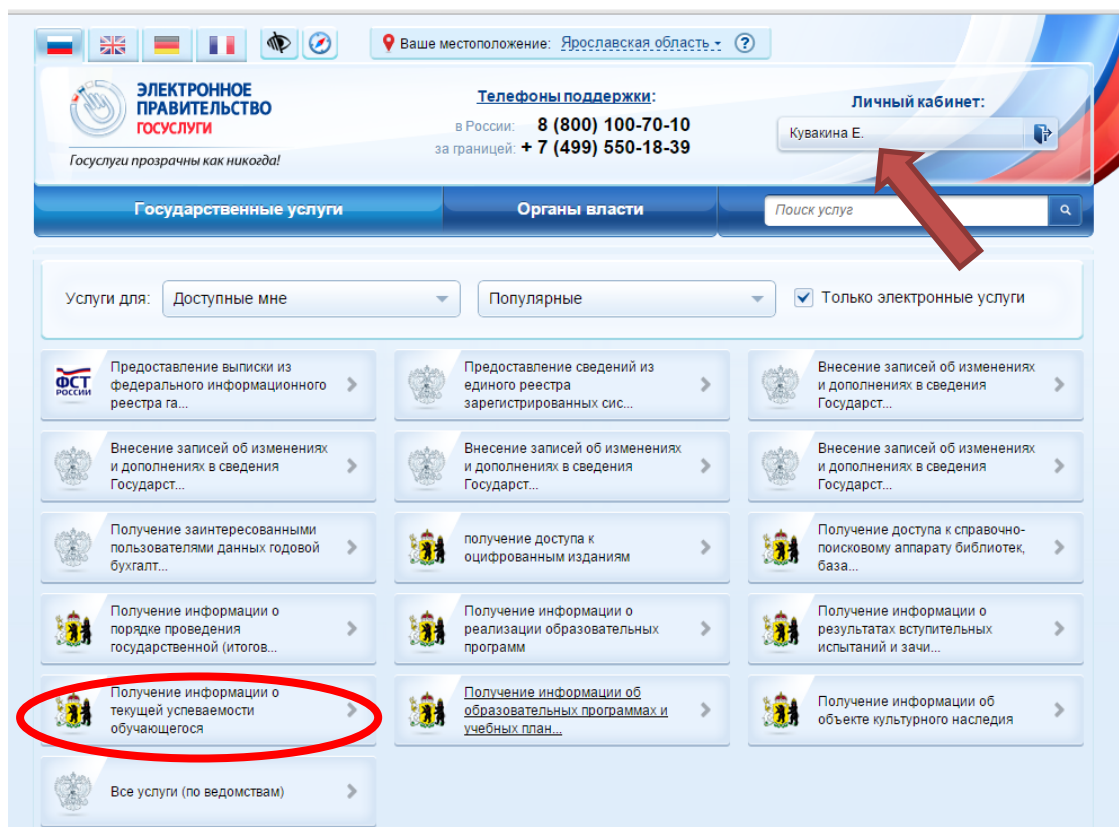 Ваше местоположение: Ярославская область
?
ЭЛЕКТРОННОЕ
ПРАВИТЕЛЬСТВО
ГОСУСЛУГИ
Госуслуги прозрачны как никогда!
Телефоны поддержки:
в России: 8 (800) 100-70-10
за границей: + 7 (499) 550-18-39
Личный кабинет:
Кувакина Е.
Государственные услуги
Органы власти
Поиск услуг
Услуги для:
Доступные мне
Популярные
Только электронные услуги
ФСТ
РОССИИ
Предоставление выписки из
федерального информационного
реестра га...
Предоставление сведений из
единого реестра
зарегистрированных сис...
Внесение записей об изменениях
и дополнениях в сведения
Государст...
Внесение записей об изменениях
и дополнениях в сведения
Государст...
Внесение записей об изменениях
и дополнениях в сведения
Государст...
Внесение записей об изменениях
и дополнениях в сведения
Государст...
Получение заинтересованными
пользователями данных годовой
бухгалт...
получение доступа к
оцифрованным изданиям
Получение доступа к справочно-
поисковому аппарату библиотек,
база...
Получение информации о
порядке проведения
государственной (итогов...
Получение информации о
реализации образовательных
программ
Получение информации о
результатах вступительных
испытаний и зачи...
Получение информации о
текущей успеваемости
обучающегося
Получение информации об
образовательных программах и
учебных план...
Получение информации об
объекте культурного наследия
Все услуги (по ведомствам)